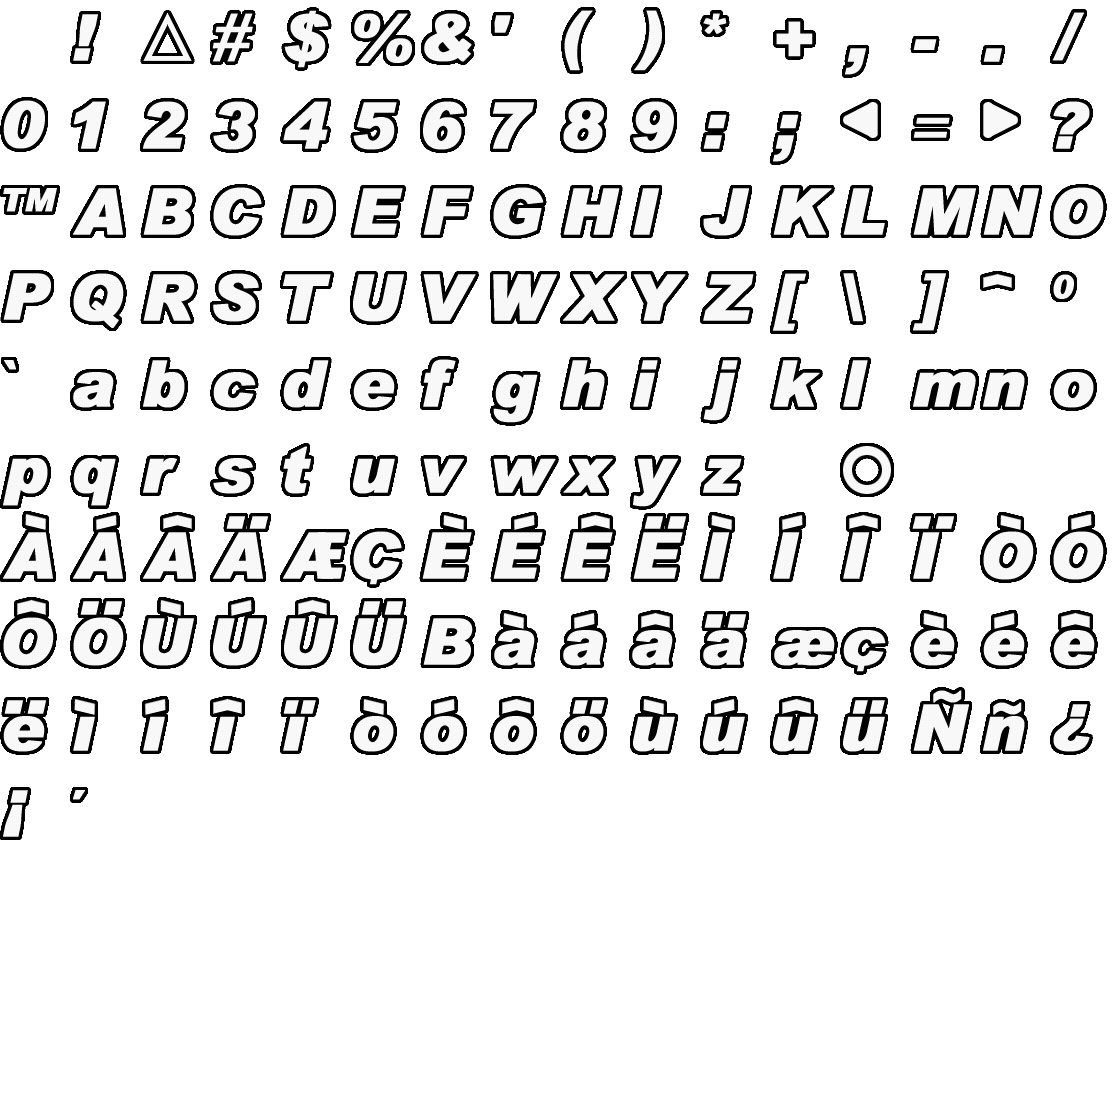 ! △ # $ % & ' ( ) * + , - . /
0 1 2 3 4 5 6 7 8 9 : ; ◁ = ▷ ?
™ A B C D E F G H I J K L M N O
P Q R S T U V W X Y Z [ \ ] ^ º
` a b c d e f g h i j k l m n o
p q r s t u v w x y z ◎
À Á Â Ä Æ Ç È É Ê Ë Ì Í Î Ï Ò Ó
Ô Ö Ù Ú Û Ü B à á â ä æ ç è é ê
ë ì í î ï ò ó ô ö ù ú û ü Ñ ñ ¿
¡ ´